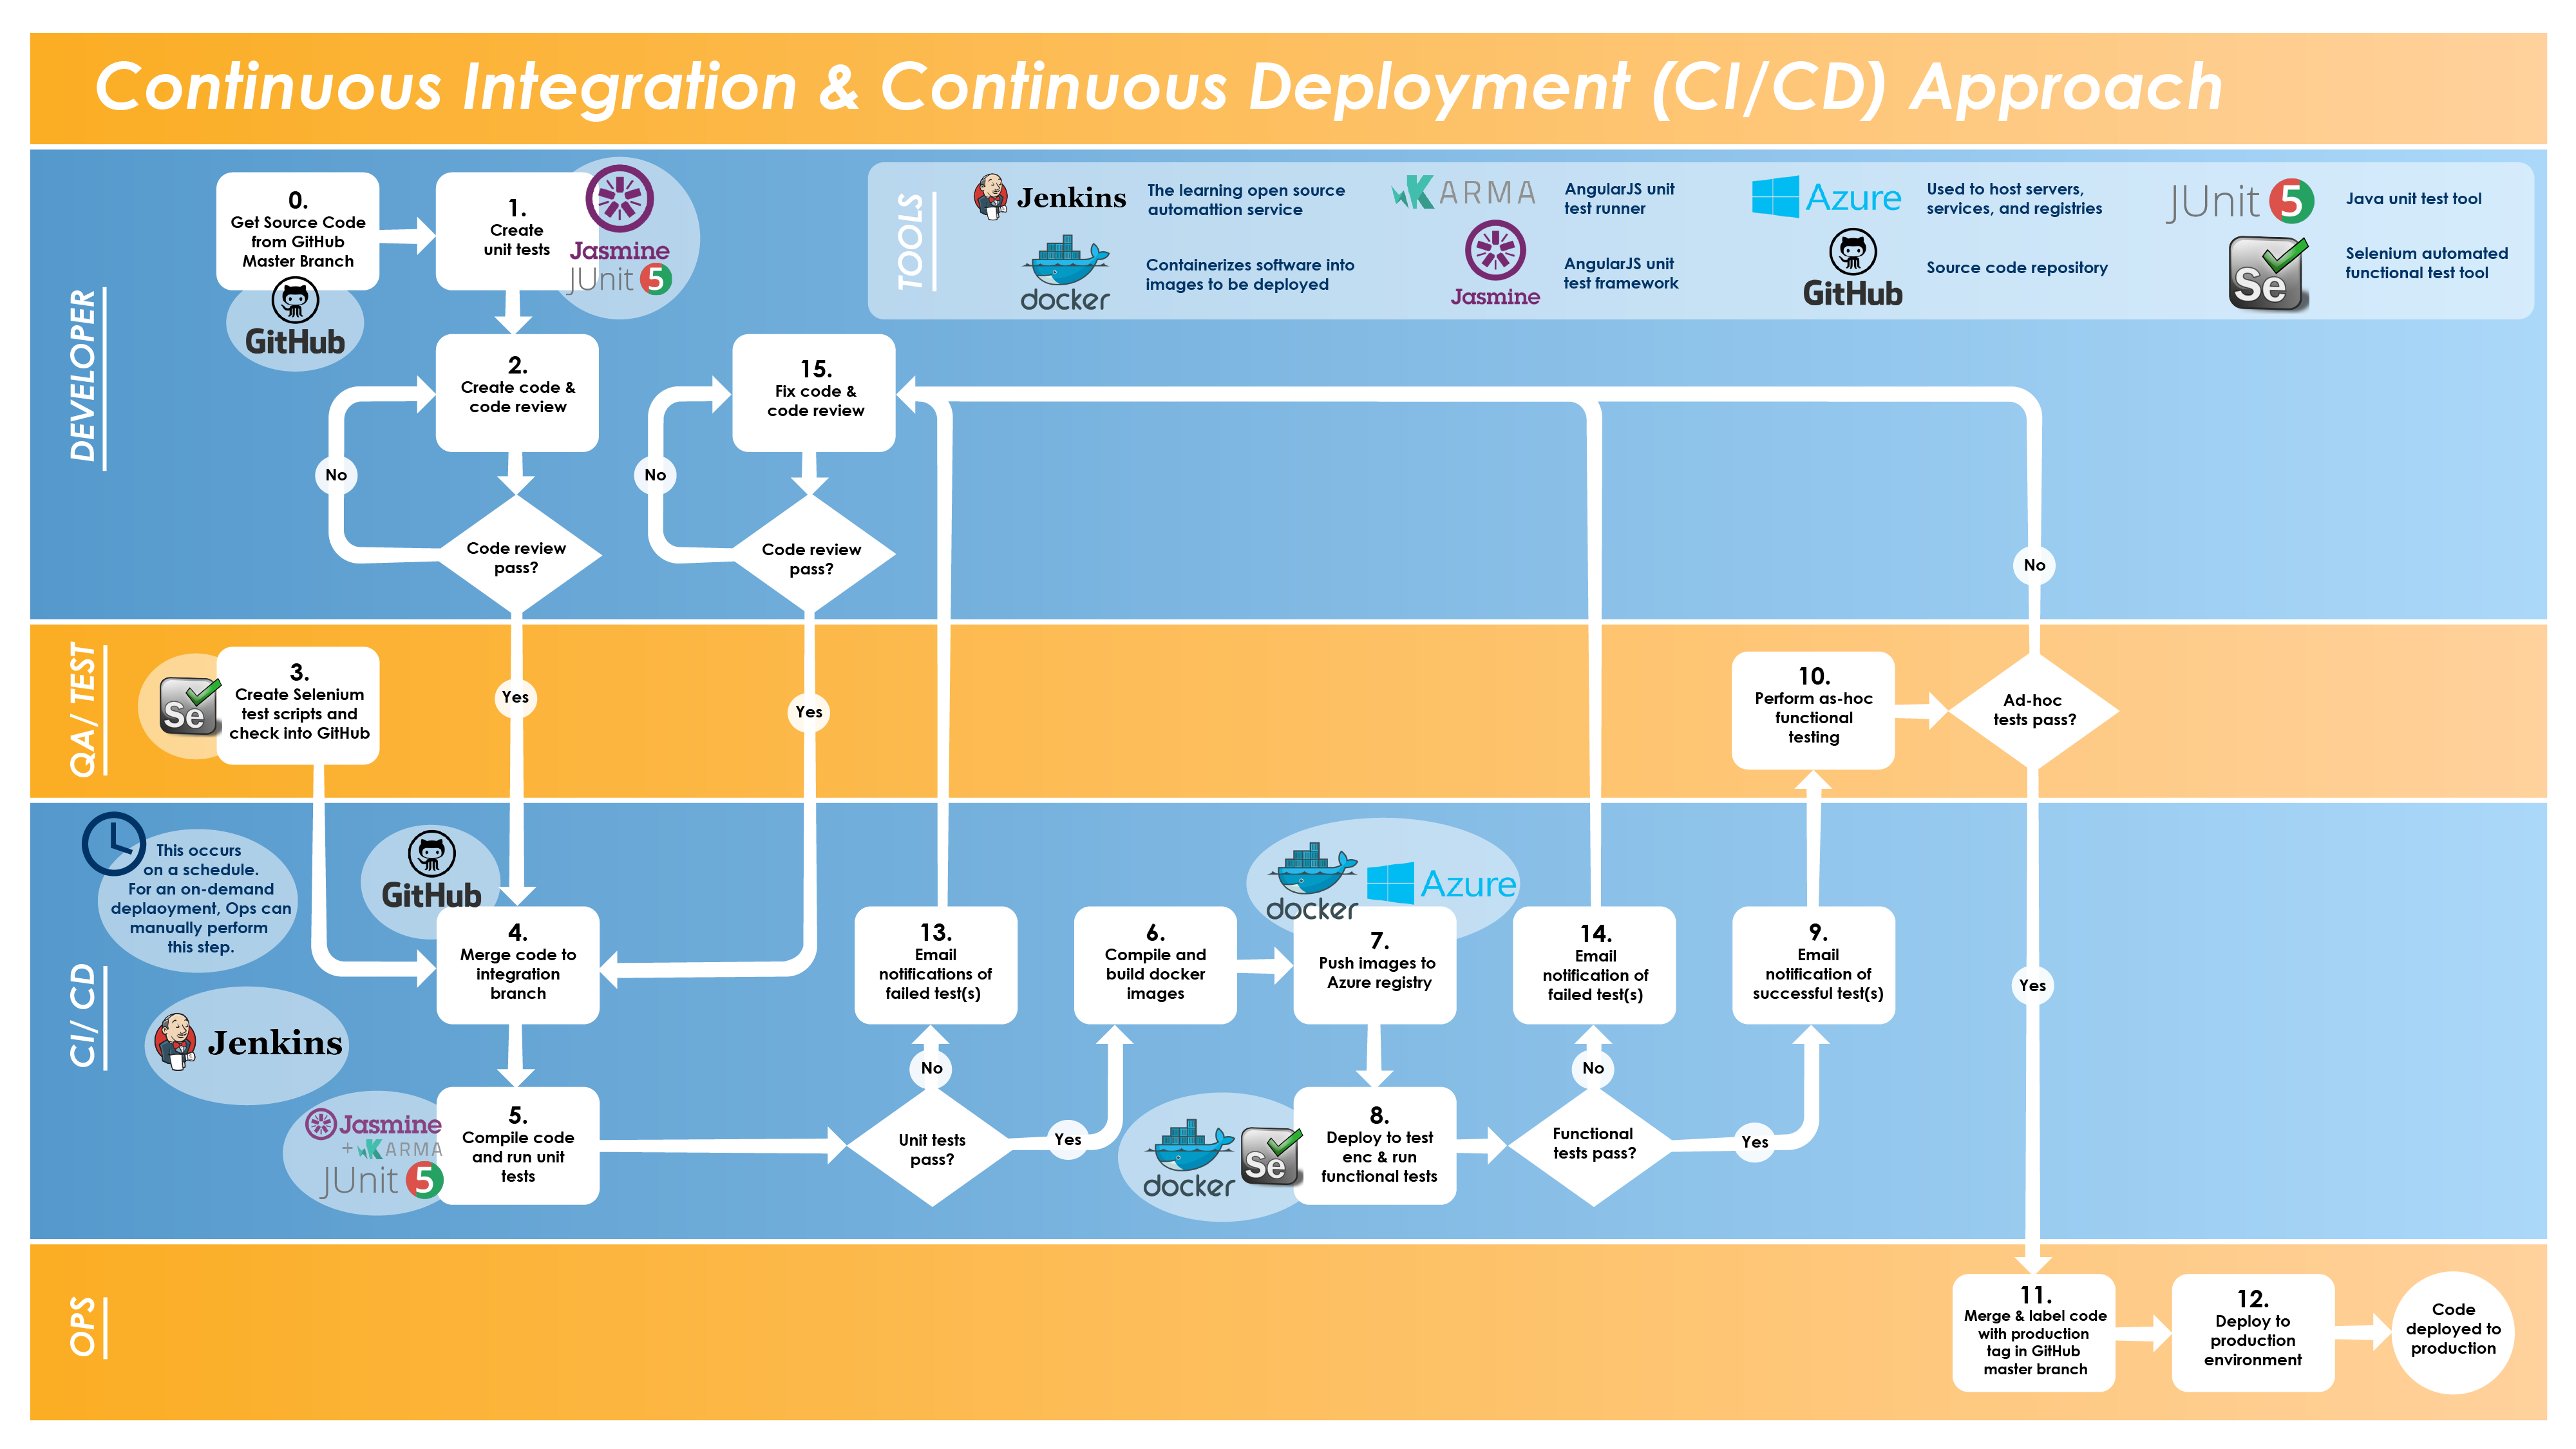 Continuous Integration & Continuous Deployment (CI/CD) Approach
DEVELOPER
0.
Get Source Code
from GitHub
Master Branch
GitHub
1.
Create
unit tests
Jasmine
JUnit 5
TOOLS
Jenkins
The learning open source
automattion service
KARMA
AngularJS unit
test runner
Azure
Used to host servers,
services, and registries
JUnit 5
Java unit test tool
docker
Containerizes software into
images to be deployed
Jasmine
AngularJS unit
test framework
GitHub
Source code repository
Se
Selenium automated
functional test tool
2.
Create code &
code review
15.
Fix code &
code review
No
No
Code review
pass?
Code review
pass?
No
QA/ TEST
Se
3.
Create Selenium
test scripts and
check into GitHub
Yes
Yes
10.
Perform as-hoc
functional
testing
Ad-hoc
tests pass?
CI/ CD
This occurs
on a schedule.
For an on-demand
deplaoyment, Ops can
manually perform
this step.
GitHub
Jenkins
4.
Merge code to
integration
branch
13.
Email
notifications of
failed test(s)
6.
Compile and
build docker
images
docker
Azure
7.
Push images to
Azure registry
14.
Email
notification of
failed test(s)
9.
Email
notification of
successful test(s)
Yes
No
No
Jasmine
+ KARMA
JUnit 5
5.
Compile code
and run unit
tests
Unit tests
pass?
Yes
docker
Se
8.
Deploy to test
enc & run
functional tests
Functional
tests pass?
Yes
OPS
11.
Merge & label code
with production
tag in GitHub
master branch
12.
Deploy to
production
environment
Code
deployed to
production